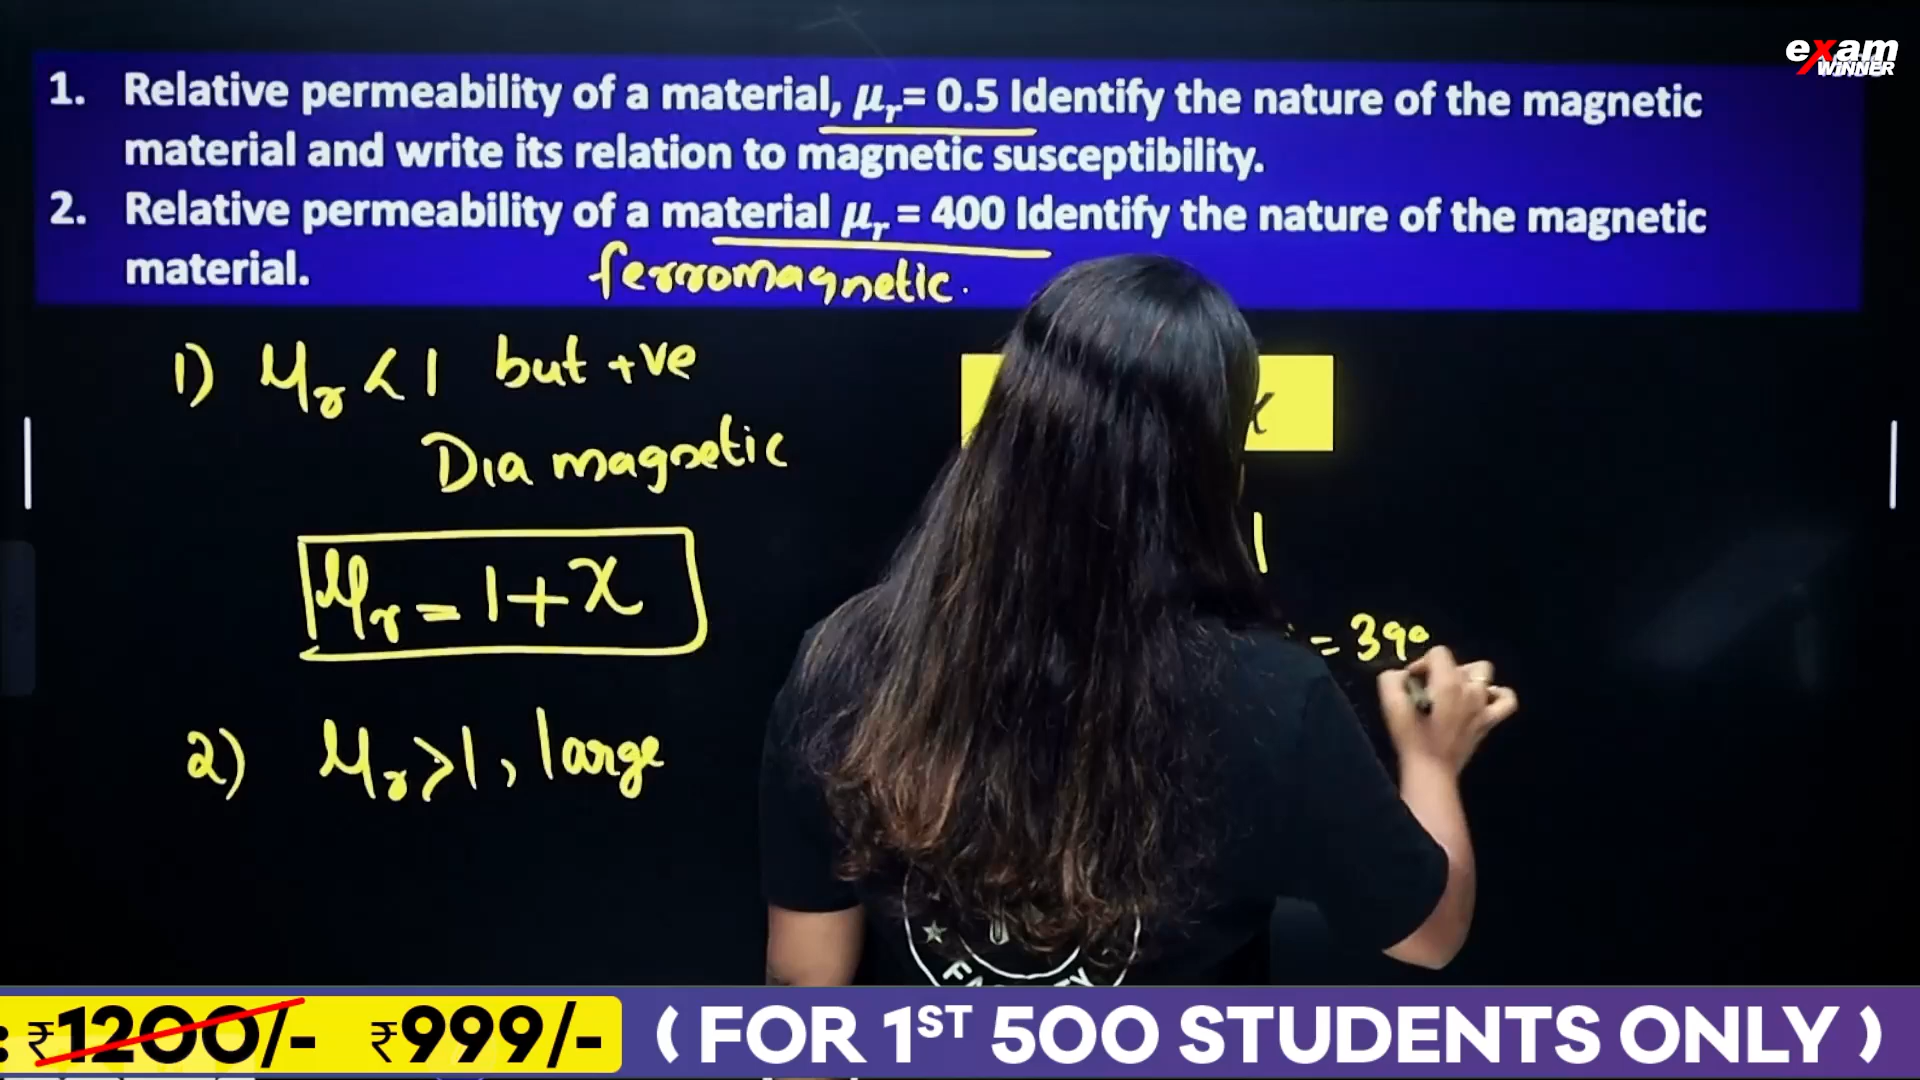 exam
WINNER
1. Relative permeability of a material, μᵣ= 0.5 Identify the nature of the magnetic
material and write its relation to magnetic susceptibility.
2. Relative permeability of a material μᵣ = 400 Identify the nature of the magnetic
material.
ferromagnetic.
1) μᵣ < 1 but +ve
Dia magnetic
μᵣ = 1+χ
2) μᵣ > 1, large
χ
1
= 399
: ₹1200/- ₹999/- ( FOR 1ST 500 STUDENTS ONLY )